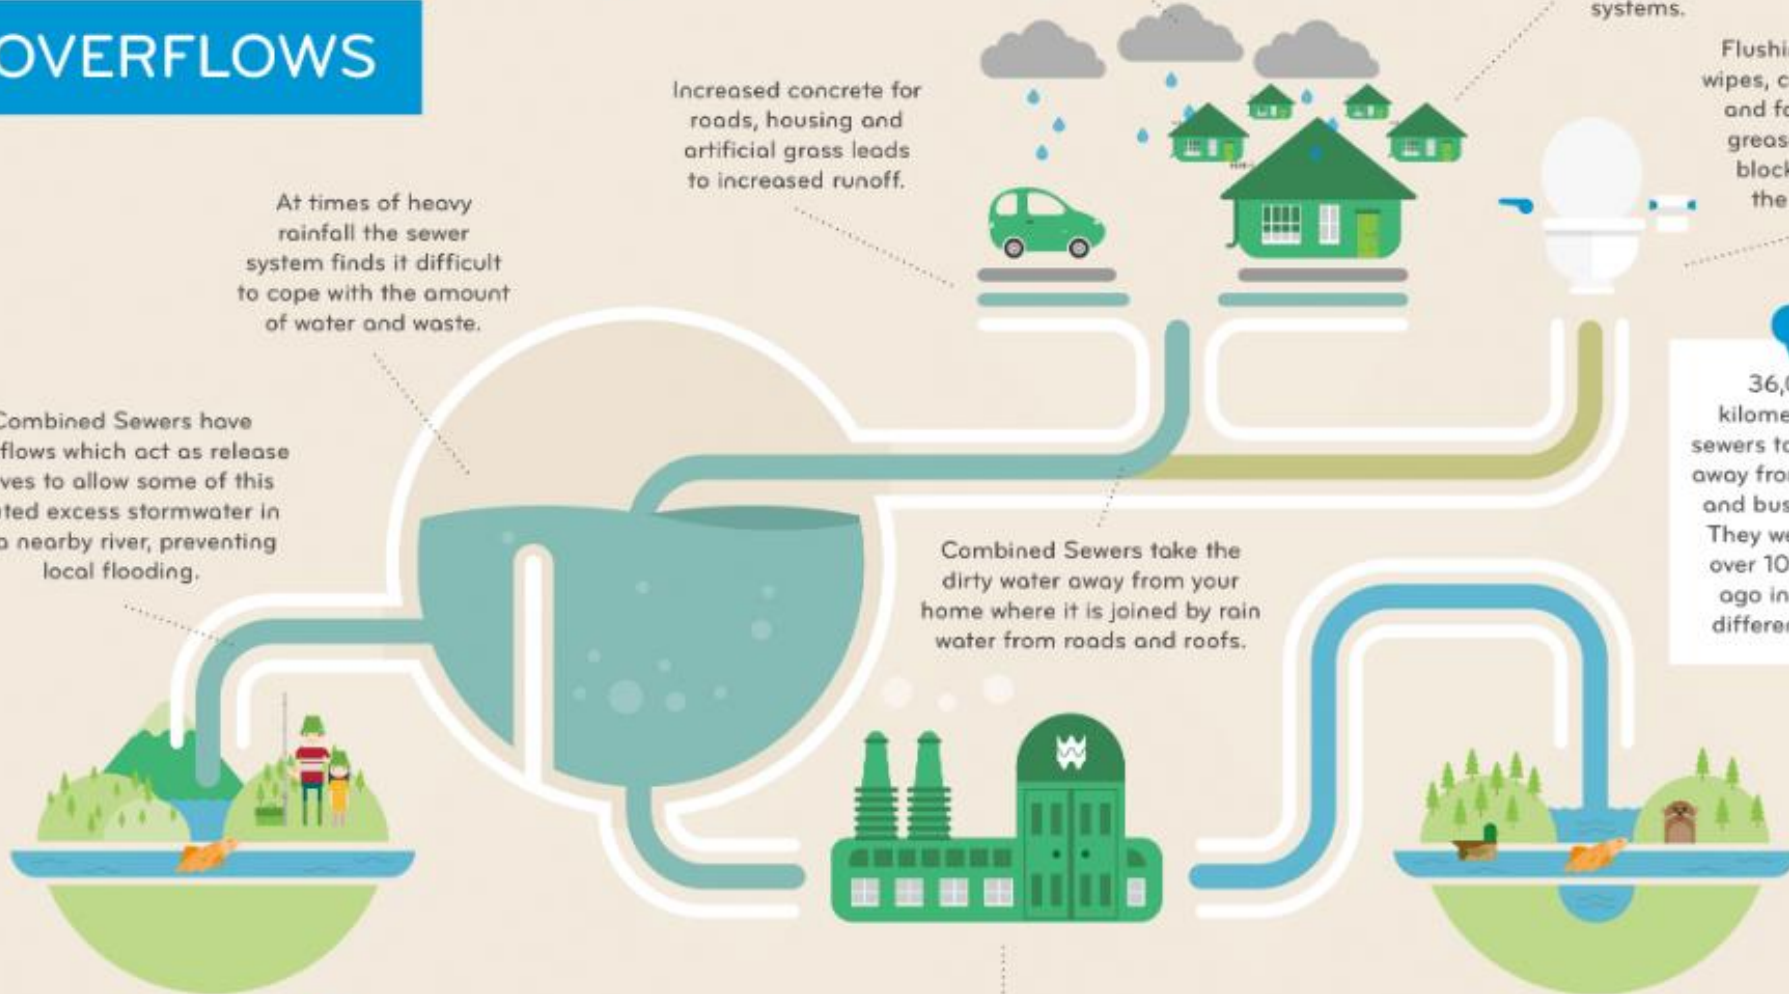 OVERFLOWS
systems.
Increased concrete for
roads, housing and
artificial grass leads
to increased runoff.
At times of heavy
rainfall the sewer
system finds it difficult
to cope with the amount
of water and waste.
Combined Sewers have
flows which act as release
ves to allow some of this
ted excess stormwater in
a nearby river, preventing
local flooding.
Combined Sewers take the
dirty water away from your
home where it is joined by rain
water from roads and roofs.
Flushi
wipes, c
and fa
greas
block
the
36,0
kilome
sewers to
away fro
and bus
They we
over 10
ago in
differe